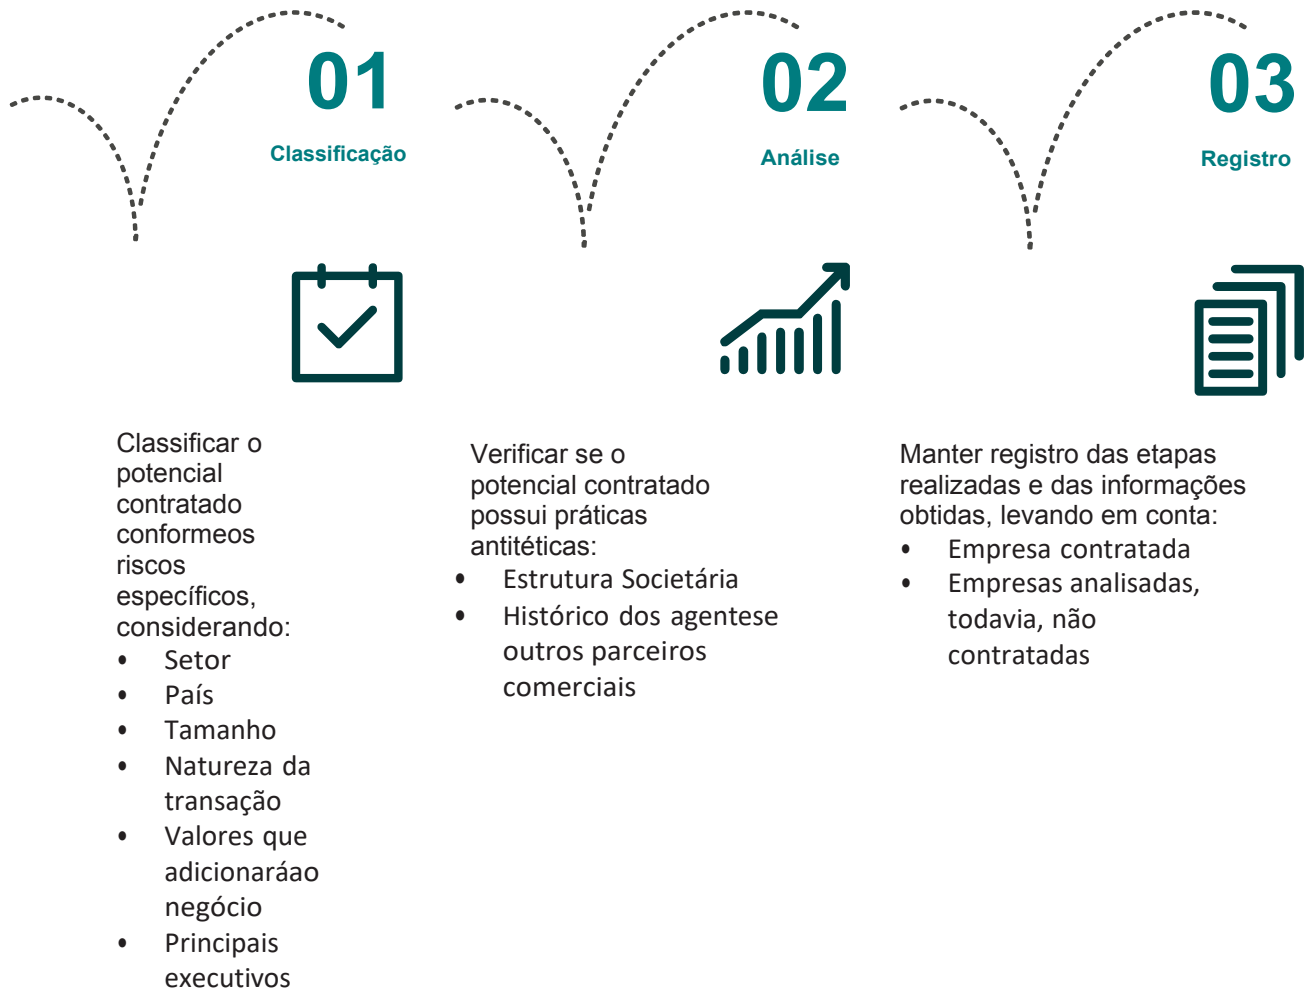 01
Classificação
Classificar o
potencial
contratado
conformeos
riscos
específicos,
considerando:
• Setor
• País
• Tamanho
• Natureza da
transação
• Valores que
adicionaráao
negócio
• Principais
executivos
02
Análise
Verificar se o
potencial contratado
possui práticas
antitéticas:
• Estrutura Societária
• Histórico dos agentese
outros parceiros
comerciais
03
Registro
Manter registro das etapas
realizadas e das informações
obtidas, levando em conta:
• Empresa contratada
• Empresas analisadas,
todavia, não
contratadas